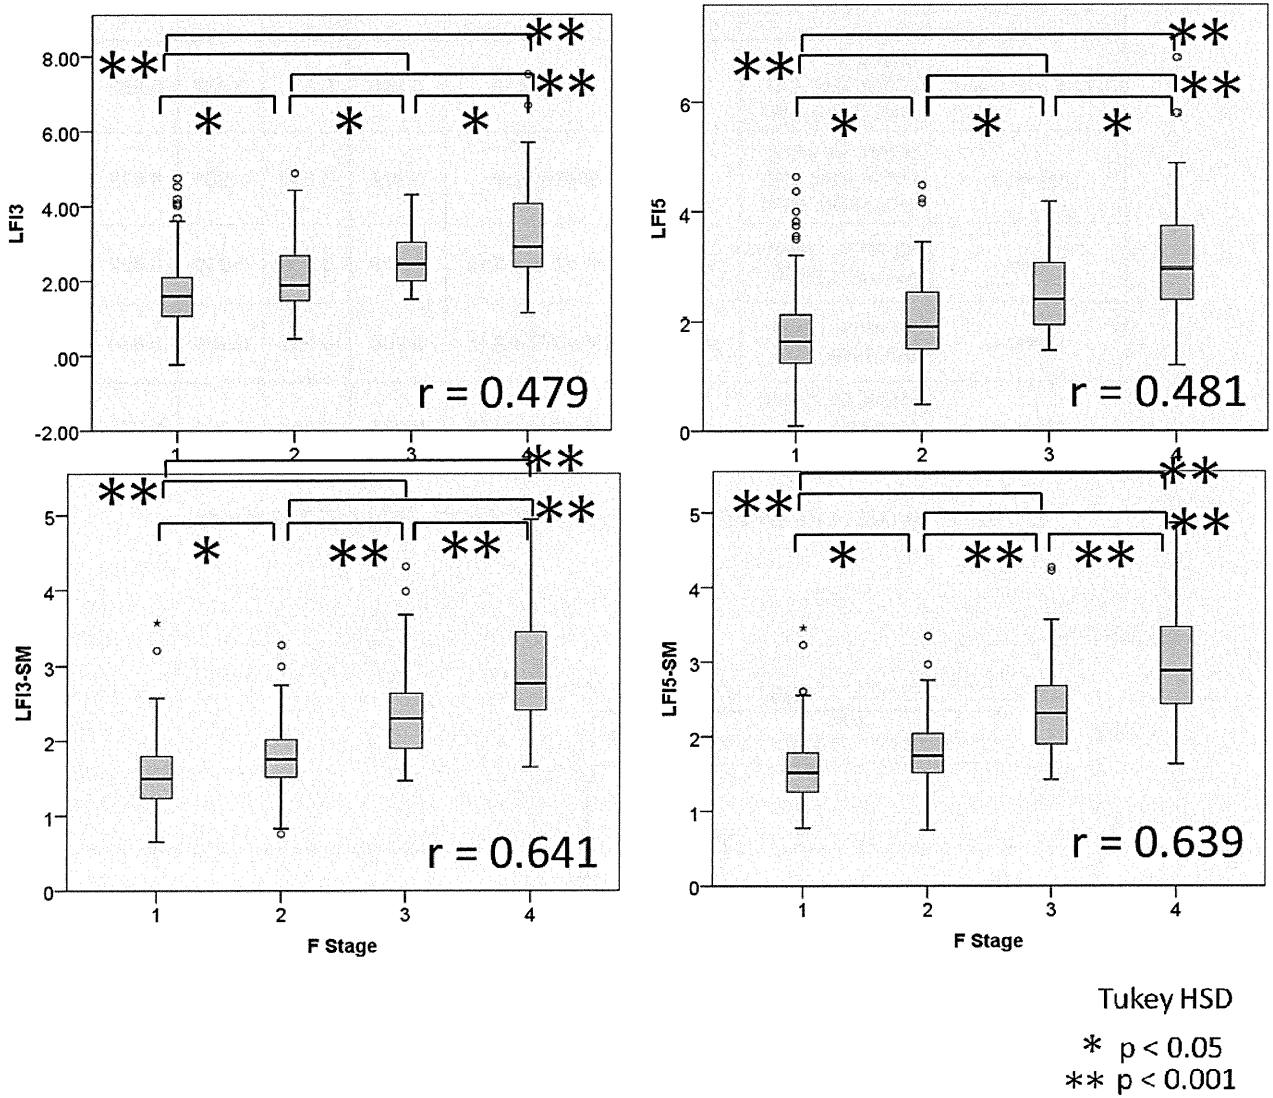 **
8.00
**
**
6.00
* * *
4.00
LFI3
2.00
.00
r = 0.479
-2.00
1 2 3 4
**
**
**
6
* * *
4
LFI5
2
r = 0.481
0
1 2 3 4
**
**
**
5
* ** **
4
3
LFI3-SM
2
1
r = 0.641
0
1 2 3 4
F Stage
**
**
**
5
* ** **
4
3
LFI5-SM
2
1
r = 0.639
0
1 2 3 4
F Stage
Tukey HSD
* p < 0.05
** p < 0.001